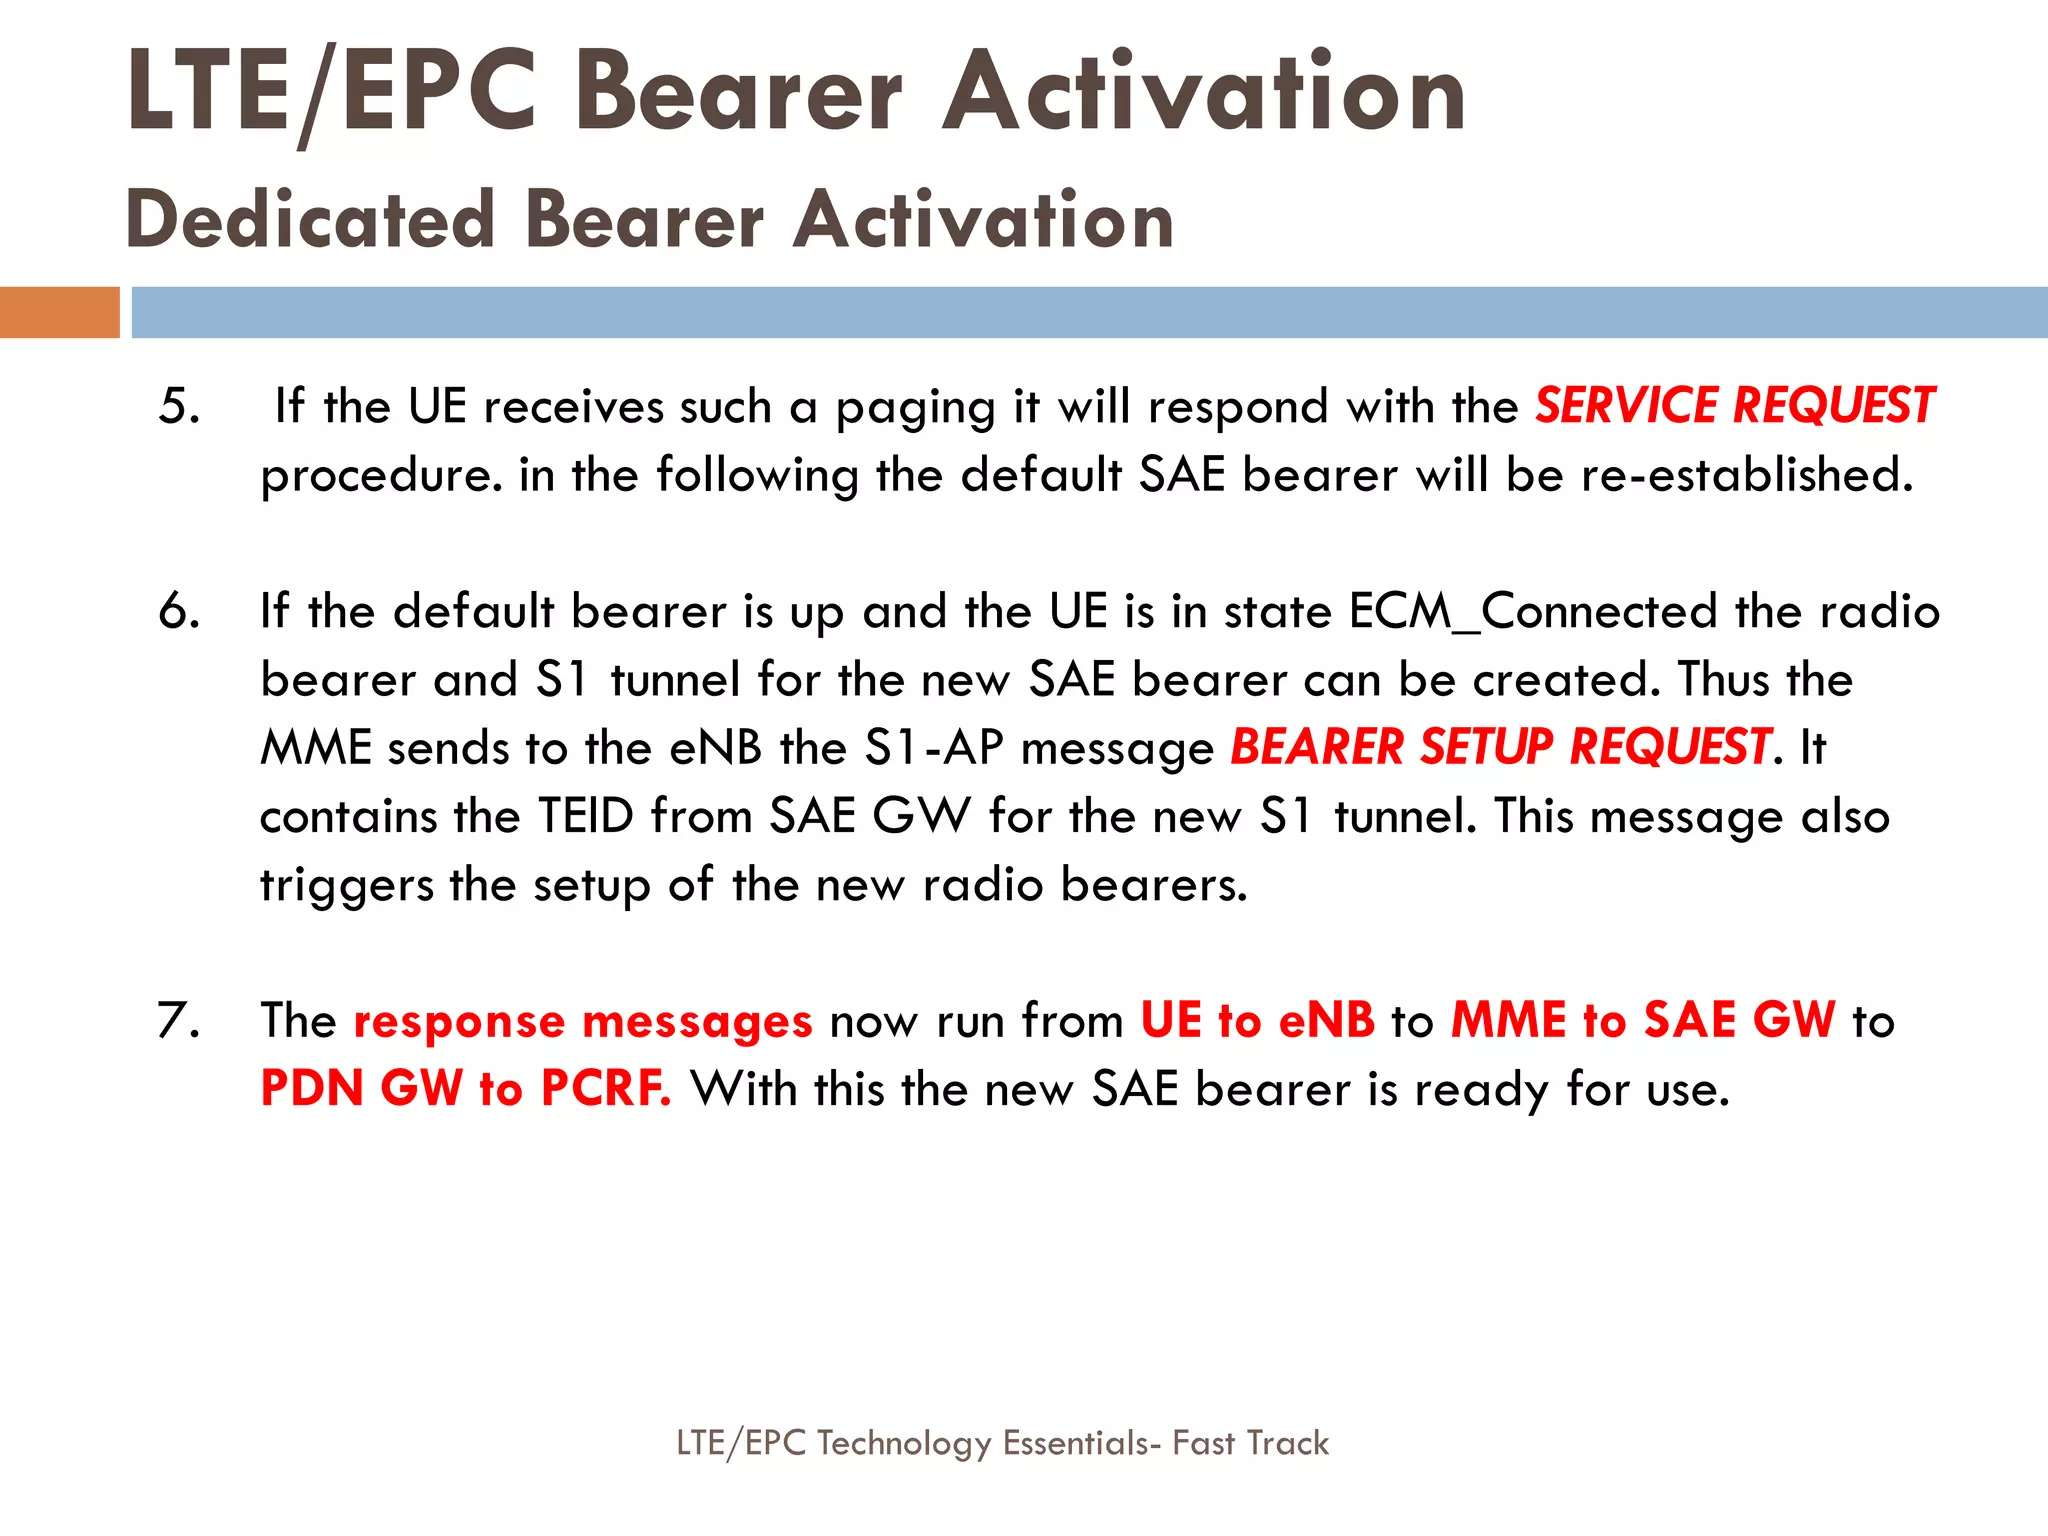 LTE/EPC Bearer Activation
Dedicated Bearer Activation
5. If the UE receives such a paging it will respond with the SERVICE REQUEST
procedure. in the following the default SAE bearer will be re-established.
6. If the default bearer is up and the UE is in state ECM_Connected the radio
bearer and S1 tunnel for the new SAE bearer can be created. Thus the
MME sends to the eNB the S1-AP message BEARER SETUP REQUEST. It
contains the TEID from SAE GW for the new S1 tunnel. This message also
triggers the setup of the new radio bearers.
7. The response messages now run from UE to eNB to MME to SAE GW to
PDN GW to PCRF. With this the new SAE bearer is ready for use.
LTE/EPC Technology Essentials- Fast Track